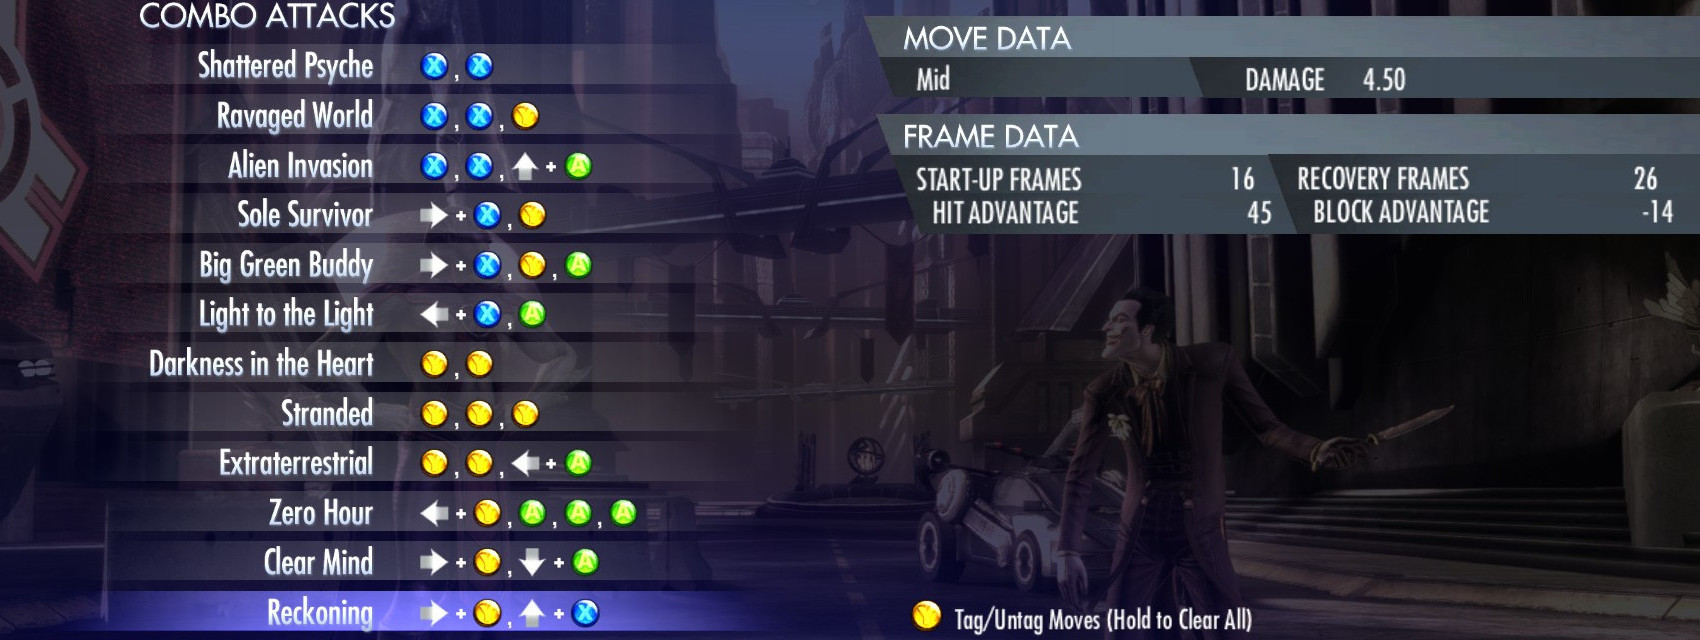 COMBO ATTACKS
Shattered Psyche X , X
Ravaged World X , X , Y
Alien Invasion X , X , ⬆ + A
Sole Survivor ➡ + X , Y
Big Green Buddy ➡ + X , Y , A
Light to the Light ⬅ + X , A
Darkness in the Heart Y , Y
Stranded Y , Y , Y
Extraterrestrial Y , Y , ⬅ + A
Zero Hour ⬅ + Y , A , A , A
Clear Mind ➡ + Y , ⬇ + A
Reckoning ➡ + Y , ⬆ + X
MOVE DATA
Mid DAMAGE 4.50
FRAME DATA
START-UP FRAMES 16 RECOVERY FRAMES 26
HIT ADVANTAGE 45 BLOCK ADVANTAGE -14
Y Tag/Untag Moves (Hold to Clear All)